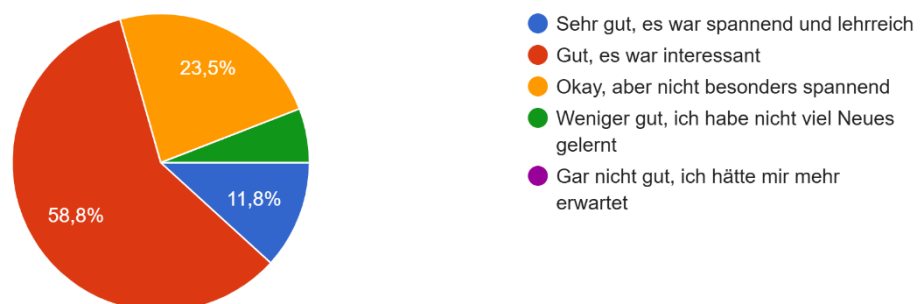 23,5%
11,8%
58,8%
Sehr gut, es war spannend und lehrreich
Gut, es war interessant
Okay, aber nicht besonders spannend
Weniger gut, ich habe nicht viel Neues
gelernt
Gar nicht gut, ich hätte mir mehr
erwartet